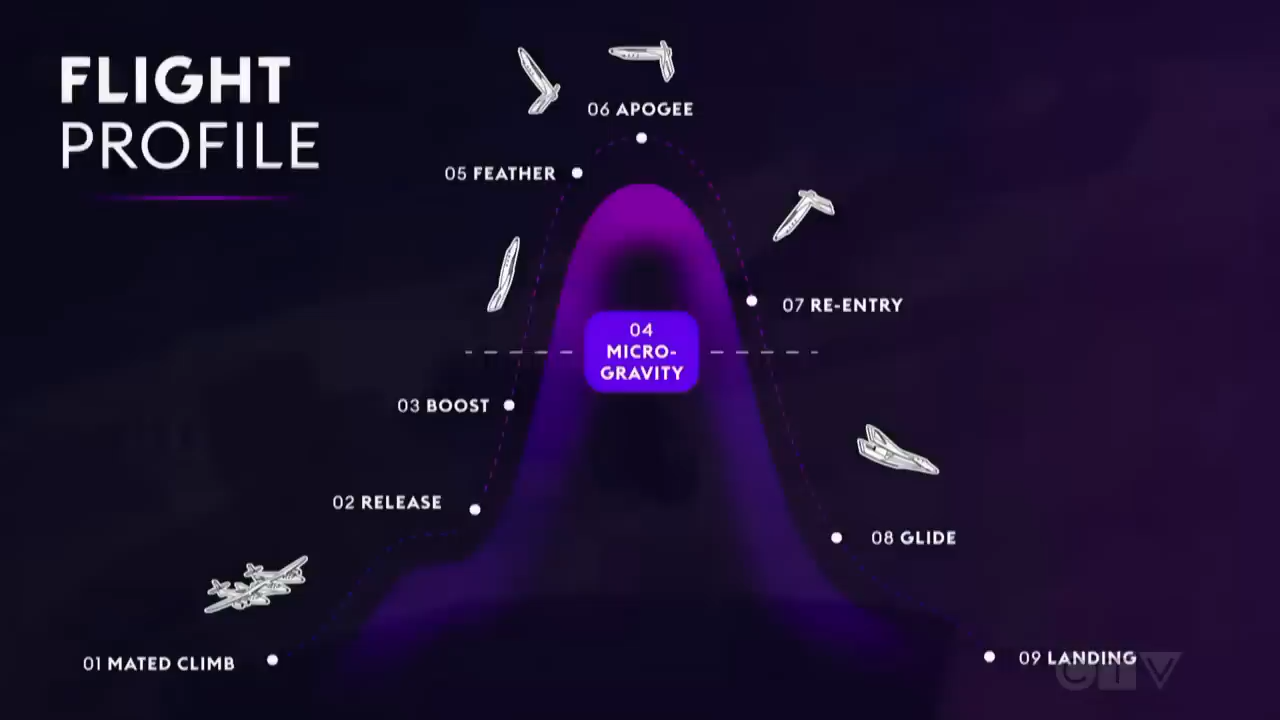 FLIGHT
PROFILE
06 APOGEE
05 FEATHER
07 RE-ENTRY
04
MICRO-
GRAVITY
03 BOOST
02 RELEASE
08 GLIDE
01 MATED CLIMB
09 LANDING
CTV